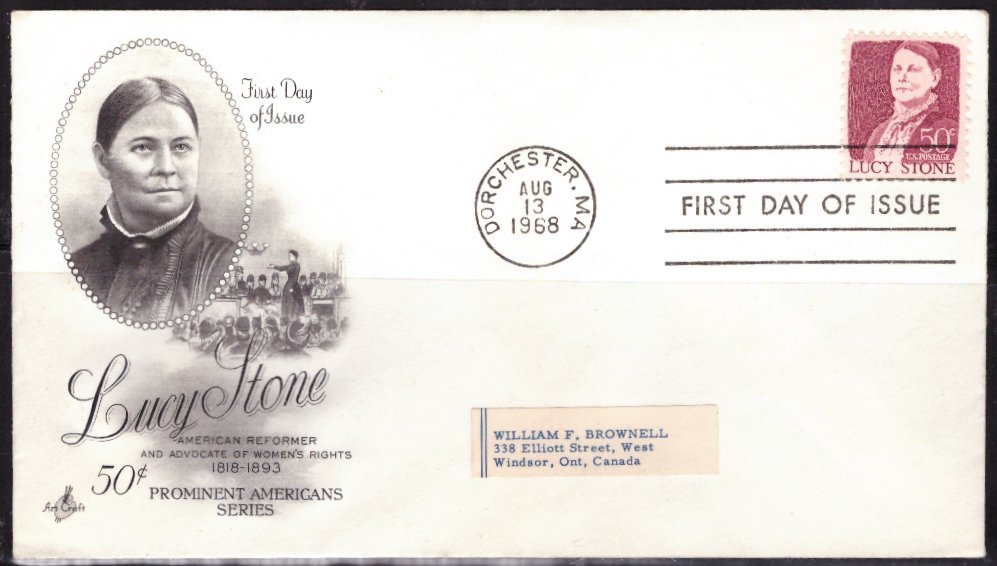 First Day
of Issue
50¢
U.S. POSTAGE
LUCY STONE
DORCHESTER, MA
AUG
13
1968
FIRST DAY OF ISSUE
Lucy Stone
AMERICAN REFORMER
AND ADVOCATE OF WOMEN'S RIGHTS
1818-1893
50¢
PROMINENT AMERICANS
SERIES
Art Craft
WILLIAM F. BROWNELL
338 Elliott Street, West
Windsor, Ont, Canada